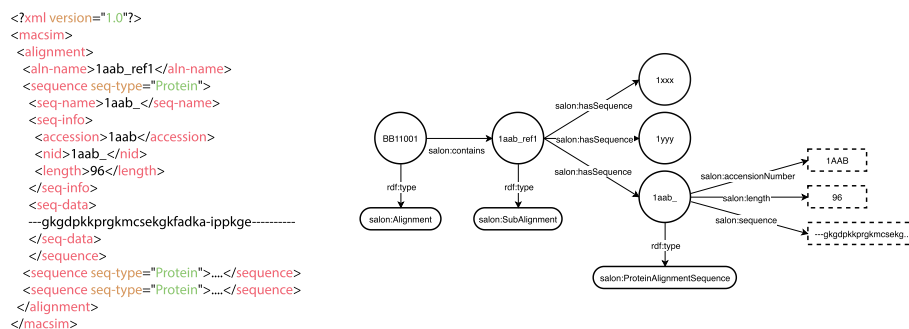 <?xml version="1.0"?>
<macsim>
<alignment>
<aln-name>1aab_ref1</aln-name>
<sequence seq-type="Protein">
<seq-name>1aab_</seq-name>
<seq-info>
<accession>1aab</accession>
<nid>1aab_</nid>
<length>96</length>
</seq-info>
<seq-data>
---gkgdpkkprgkmcsekgkfadka-ippkge----------
</seq-data>
</sequence>
<sequence seq-type="Protein">....</sequence>
<sequence seq-type="Protein">....</sequence>
</alignment>
</macsim>
1xxx
salon:hasSequence
BB11001
salon:contains
1aab_ref1
salon:hasSequence
1yyy
salon:hasSequence
rdf:type
rdf:type
salon:Alignment
salon:SubAlignment
1aab_
salon:accensionNumber
1AAB
salon:length
96
salon:sequence
---gkgdpkkprgkmcsekg..
rdf:type
salon:ProteinAlignmentSequence